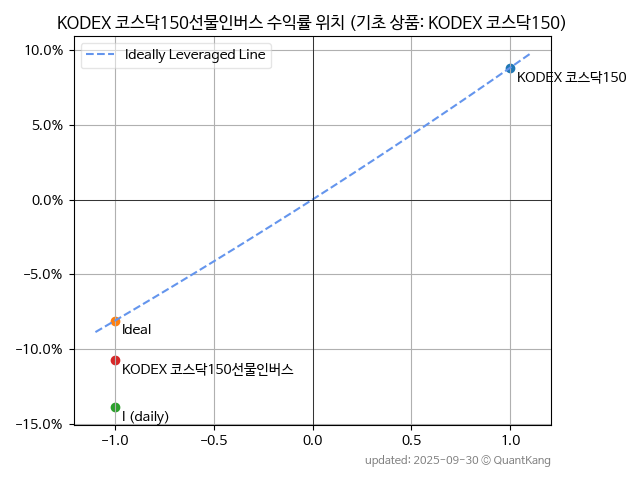 KODEX 코스닥150선물인버스 수익률 위치 (기초 상품: KODEX 코스닥150)
10.0%
5.0%
0.0%
−5.0%
−10.0%
−15.0%
Ideally Leveraged Line
KODEX 코스닥150
Ideal
KODEX 코스닥150선물인버스
I (daily)
−1.0 −0.5 0.0 0.5 1.0
updated: 2025-09-30 © QuantKang